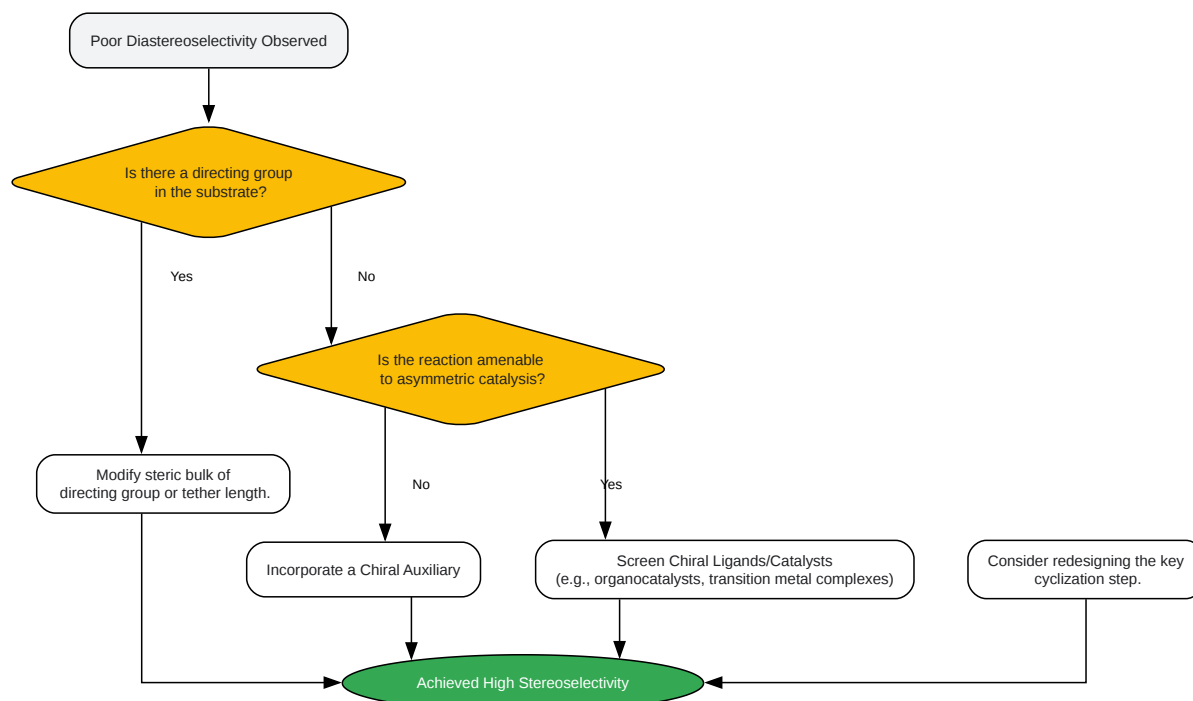 Poor Diastereoselectivity Observed
Is there a directing group
in the substrate?
Yes
No
Is the reaction amenable
to asymmetric catalysis?
Modify steric bulk of
directing group or tether length.
No
Yes
Incorporate a Chiral Auxiliary
Screen Chiral Ligands/Catalysts
(e.g., organocatalysts, transition metal complexes)
Consider redesigning the key
cyclization step.
Achieved High Stereoselectivity